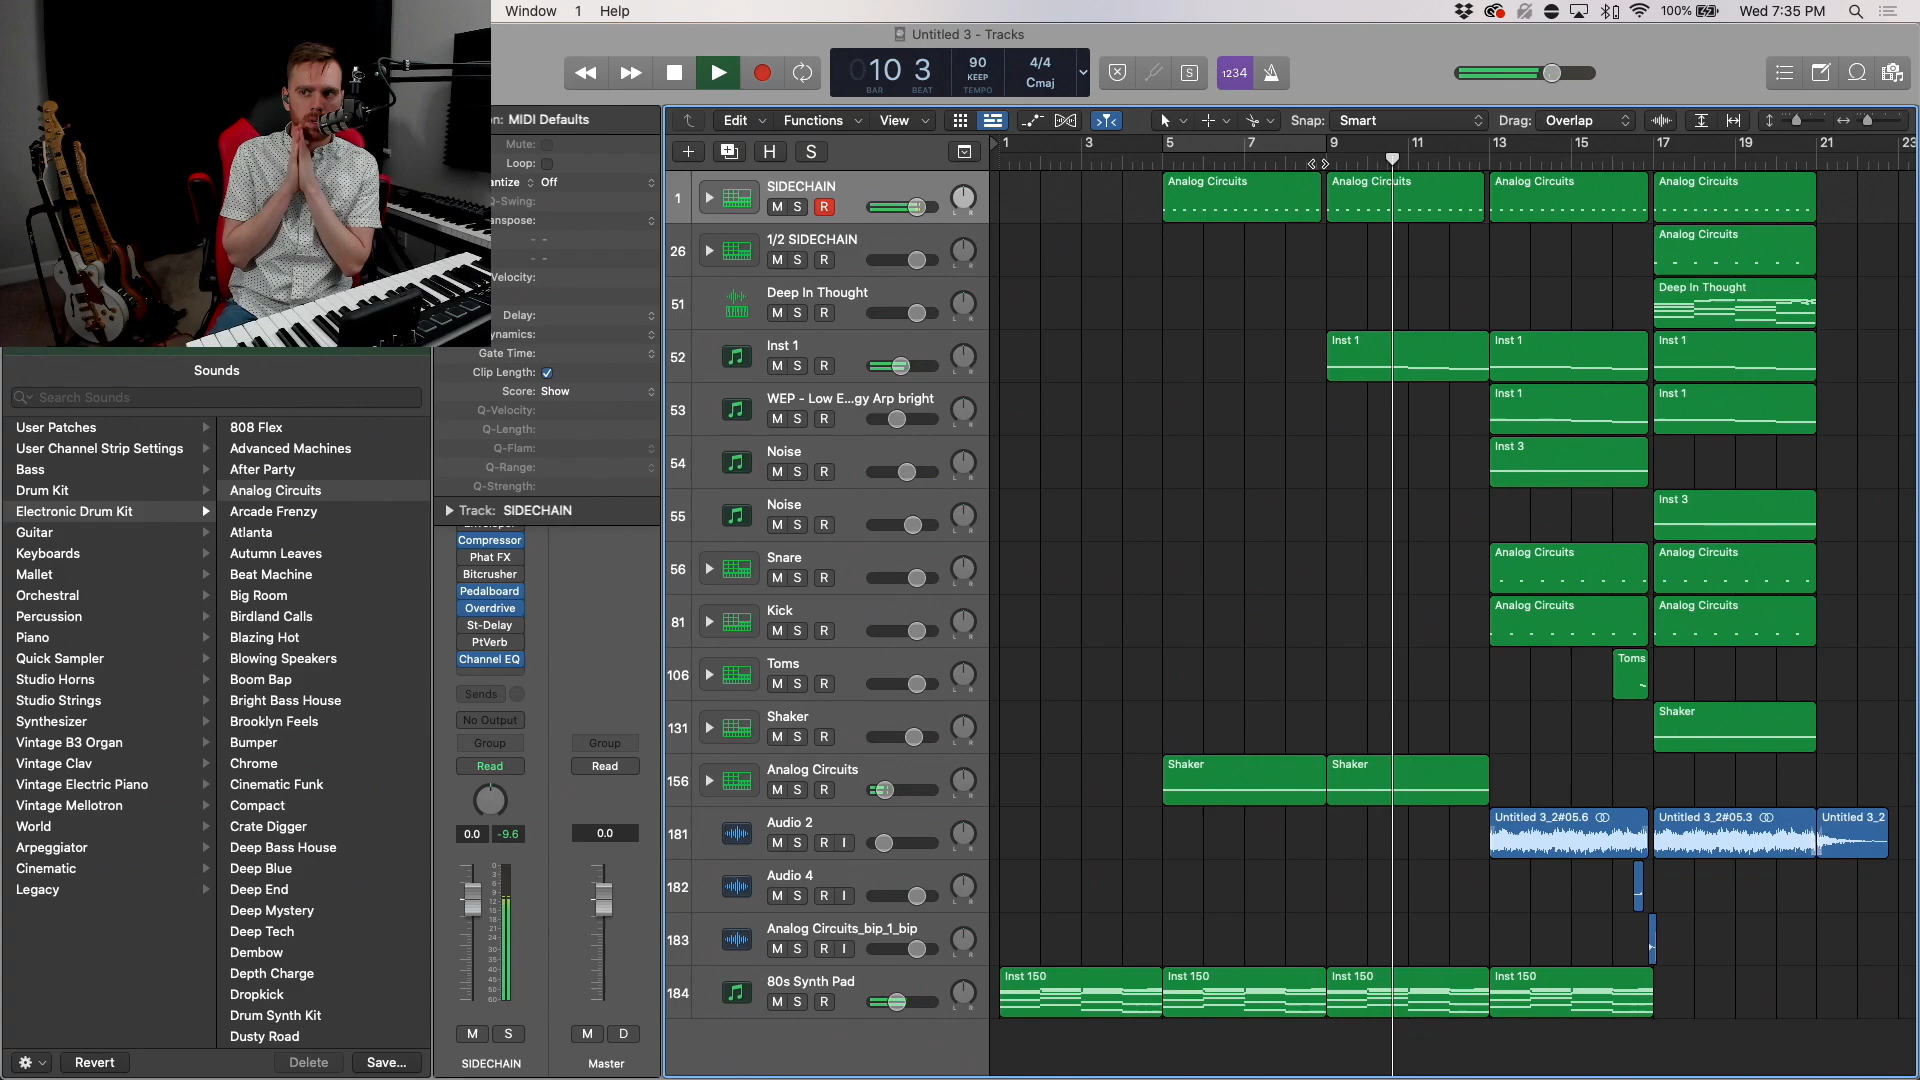 Window 1 Help
100% Wed 7:35 PM
Untitled 3 - Tracks
010 3
BAR BEAT
90
KEEP
TEMPO
4/4
Cmaj
S
1234
n: MIDI Defaults
Mute:
Loop:
antize Off
Q-Swing:
anspose:
Velocity:
Delay:
ynamics:
Gate Time:
Clip Length:
Score: Show
Q-Velocity:
Q-Length:
Q-Flam:
Q-Range:
Q-Strength:
Track: SIDECHAIN
Edit Functions View
Snap: Smart
Drag: Overlap
H S
1 3 5 7 9 11 13 15 17 19 21 23
1 SIDECHAIN
M S R
Analog Circuits Analog Circuits Analog Circuits Analog Circuits
26 1/2 SIDECHAIN
M S R
Analog Circuits
51 Deep In Thought
M S R
Deep In Thought
52 Inst 1
M S R
Inst 1 Inst 1 Inst 1
53 WEP - Low E...gy Arp bright
M S R
Inst 1 Inst 1
54 Noise
M S R
Inst 3
55 Noise
M S R
Inst 3
56 Snare
M S R
Analog Circuits Analog Circuits
81 Kick
M S R
Analog Circuits Analog Circuits
106 Toms
M S R
Toms
131 Shaker
M S R
Shaker
156 Analog Circuits
M S R
Shaker Shaker
181 Audio 2
M S R I
Untitled 3_2#05.6 Untitled 3_2#05.3 Untitled 3_2
182 Audio 4
M S R I
183 Analog Circuits_bip_1_bip
M S R I
184 80s Synth Pad
M S R
Inst 150 Inst 150 Inst 150 Inst 150
Sounds
Search Sounds
User Patches
User Channel Strip Settings
Bass
Drum Kit
Electronic Drum Kit
Guitar
Keyboards
Mallet
Orchestral
Percussion
Piano
Quick Sampler
Studio Horns
Studio Strings
Synthesizer
Vintage B3 Organ
Vintage Clav
Vintage Electric Piano
Vintage Mellotron
World
Arpeggiator
Cinematic
Legacy
808 Flex
Advanced Machines
After Party
Analog Circuits
Arcade Frenzy
Atlanta
Autumn Leaves
Beat Machine
Big Room
Birdland Calls
Blazing Hot
Blowing Speakers
Boom Bap
Bright Bass House
Brooklyn Feels
Bumper
Chrome
Cinematic Funk
Compact
Crate Digger
Deep Bass House
Deep Blue
Deep End
Deep Mystery
Deep Tech
Dembow
Depth Charge
Dropkick
Drum Synth Kit
Dusty Road
Revert Delete Save...
Compressor
Phat FX
Bitcrusher
Pedalboard
Overdrive
St-Delay
PtVerb
Channel EQ
Sends
No Output
Group Group
Read Read
0.0 -9.6 0.0
M S M D
SIDECHAIN Master